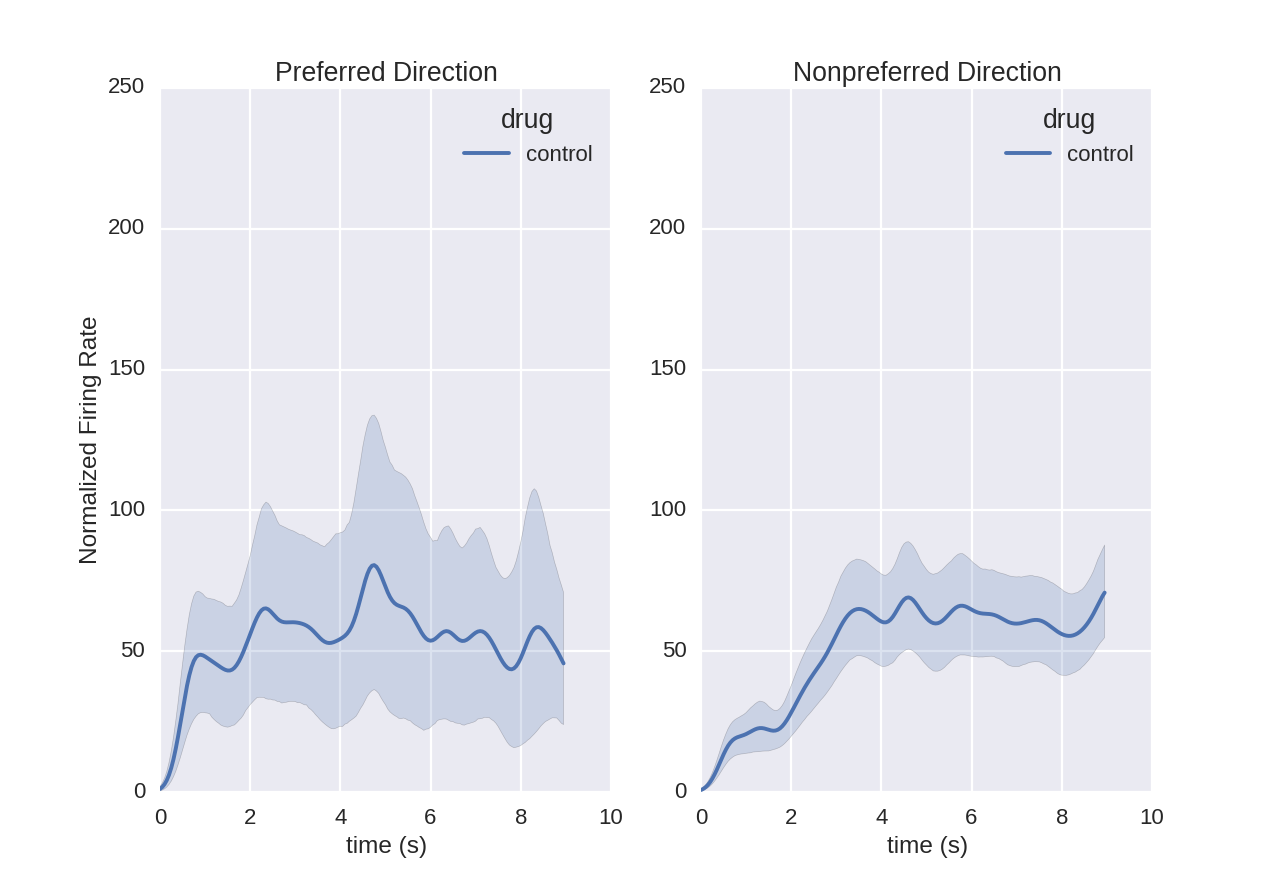 Preferred Direction
250
200
150
100
50
0
0 2 4 6 8 10
time (s)
Normalized Firing Rate
drug
control
Nonpreferred Direction
250
200
150
100
50
0
0 2 4 6 8 10
time (s)
drug
control